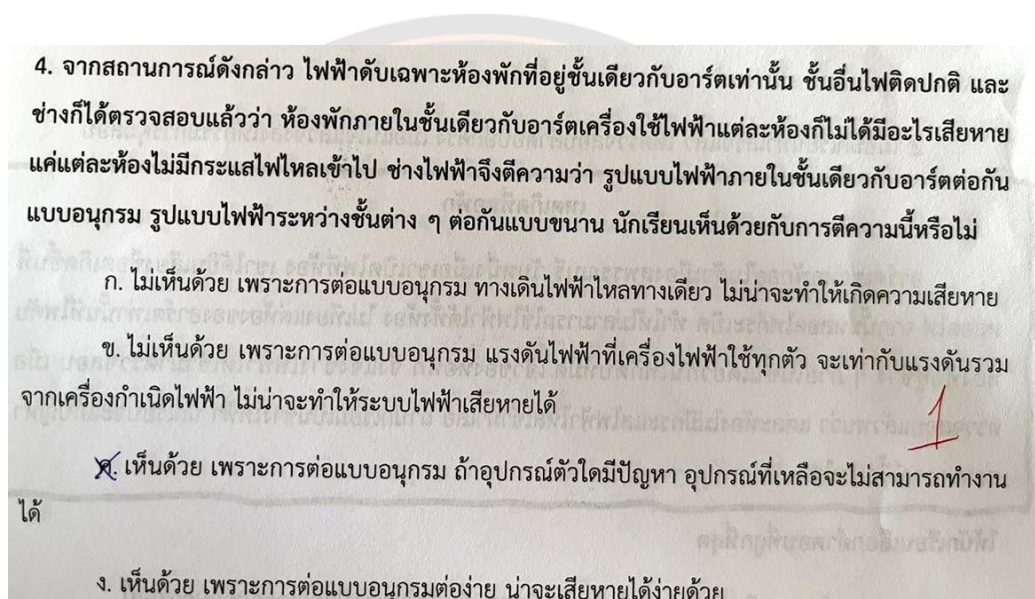 4. จากสถานการณ์ดังกล่าว ไฟฟ้าดับเฉพาะห้องพักที่อยู่ชั้นเดียวกับอาร์ตเท่านั้น ชั้นอื่นไฟติดปกติ และ
ช่างก็ได้ตรวจสอบแล้วว่า ห้องพักภายในชั้นเดียวกับอาร์ตเครื่องใช้ไฟฟ้าแต่ละห้องก็ไม่ได้มีอะไรเสียหาย
แค่แต่ละห้องไม่มีกระแสไฟไหลเข้าไป ช่างไฟฟ้าจึงตีความว่า รูปแบบไฟฟ้าภายในชั้นเดียวกับอาร์ตต่อกัน
แบบอนุกรม รูปแบบไฟฟ้าระหว่างชั้นต่าง ๆ ต่อกันแบบขนาน นักเรียนเห็นด้วยกับการตีความนี้หรือไม่
ก. ไม่เห็นด้วย เพราะการต่อแบบอนุกรม ทางเดินไฟฟ้าไหลทางเดียว ไม่น่าจะทำให้เกิดความเสียหาย
ข. ไม่เห็นด้วย เพราะการต่อแบบอนุกรม แรงดันไฟฟ้าที่เครื่องไฟฟ้าใช้ทุกตัว จะเท่ากับแรงดันรวม
จากเครื่องกำเนิดไฟฟ้า ไม่น่าจะทำให้ระบบไฟฟ้าเสียหายได้
1
ค. เห็นด้วย เพราะการต่อแบบอนุกรม ถ้าอุปกรณ์ตัวใดมีปัญหา อุปกรณ์ที่เหลือจะไม่สามารถทำงาน
ได้
ง. เห็นด้วย เพราะการต่อแบบอนุกรมต่อง่าย น่าจะเสียหายได้ง่ายด้วย